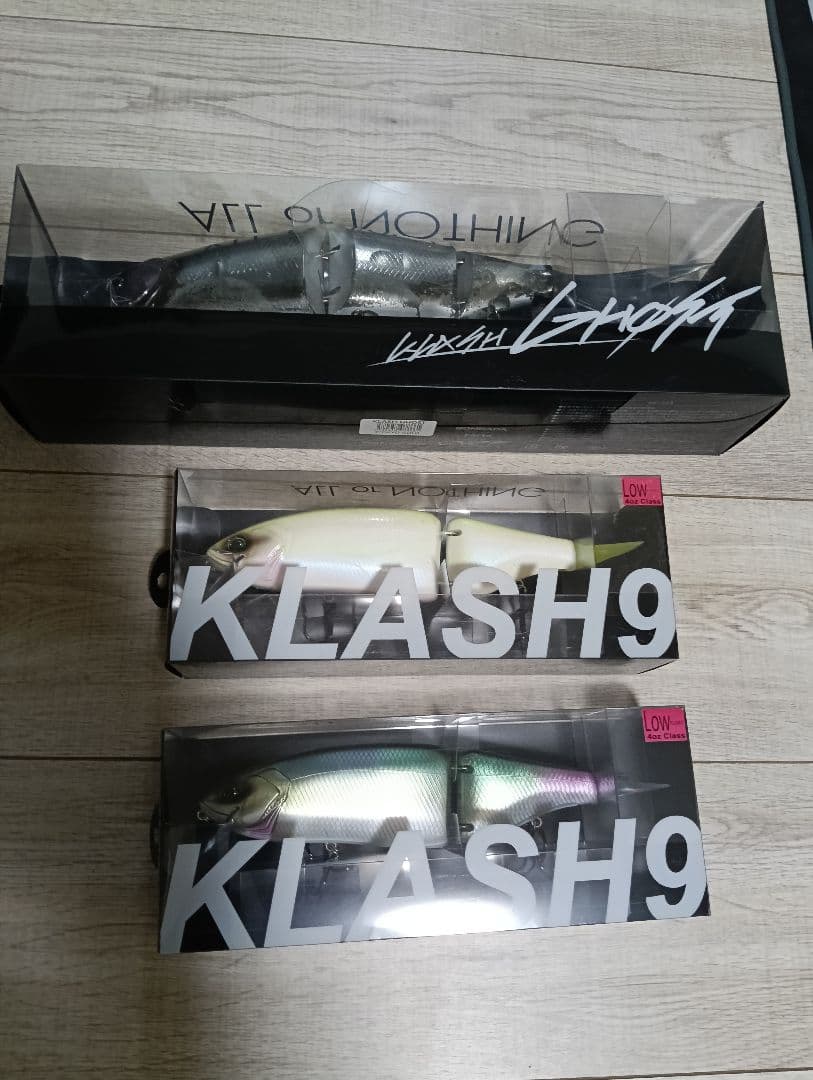 ALL OF NOTHING
KLASH GHOST
ALL OF NOTHING
LOW
4oz Class
KLASH9
LOW
4oz Class
KLASH9